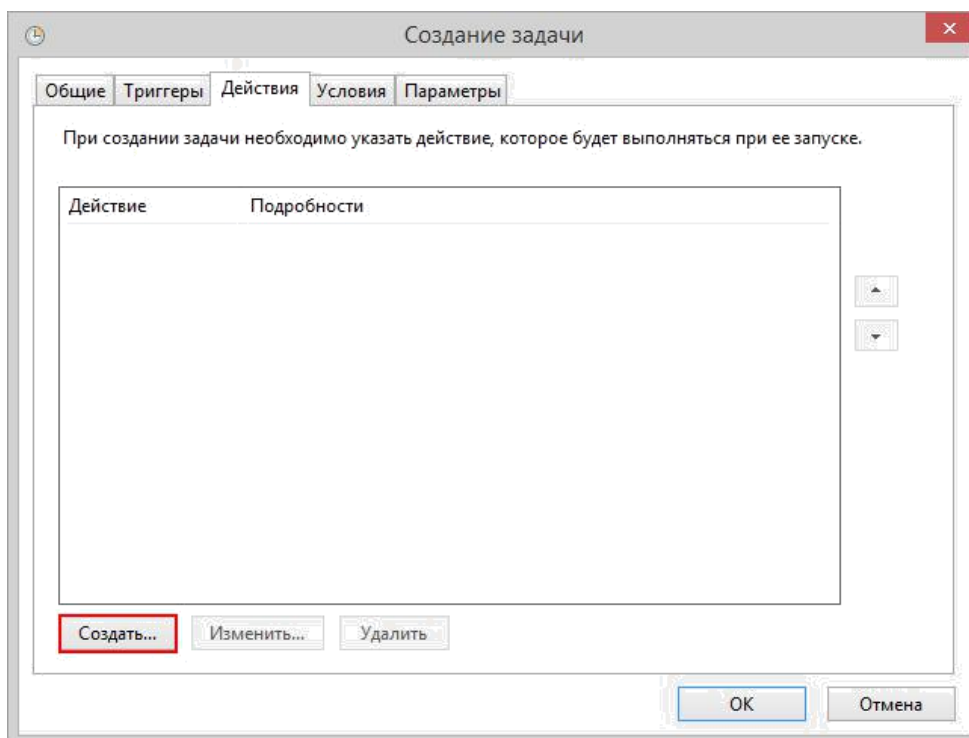 Создание задачи
Общие Триггеры Действия Условия Параметры
При создании задачи необходимо указать действие, которое будет выполняться при ее запуске.
Действие Подробности
Создать... Изменить... Удалить
ОК Отмена